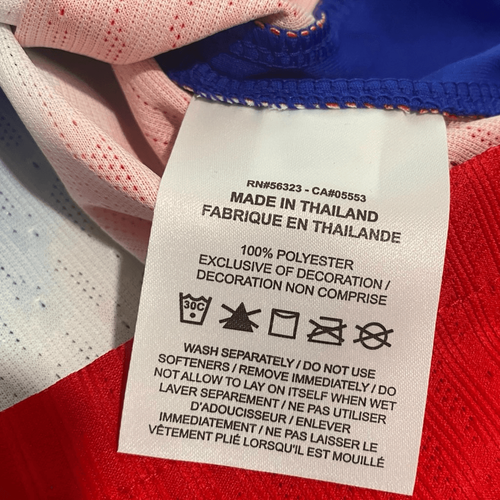 RN#56323 - CA#05553
MADE IN THAILAND
FABRIQUE EN THAILANDE
100% POLYESTER
EXCLUSIVE OF DECORATION /
DECORATION NON COMPRISE
30C
WASH SEPARATELY / DO NOT USE
SOFTENERS / REMOVE IMMEDIATELY / DO
NOT ALLOW TO LAY ON ITSELF WHEN WET
LAVER SEPAREMENT / NE PAS UTILISER
D'ADOUCISSEUR / ENLEVER
IMMEDIATEMENT / NE PAS LAISSER LE
VÊTEMENT PLIÉ LORSQU'IL EST MOUILLÉ